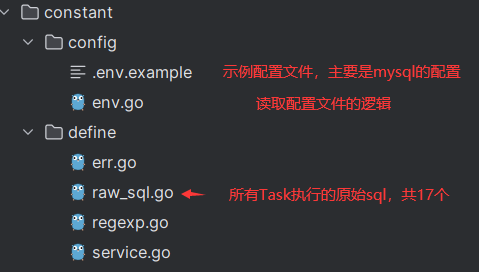 constant
config
.env.example 示例配置文件，主要是mysql的配置
env.go 读取配置文件的逻辑
define
err.go
raw_sql.go 所有Task执行的原始sql，共17个
regexp.go
service.go